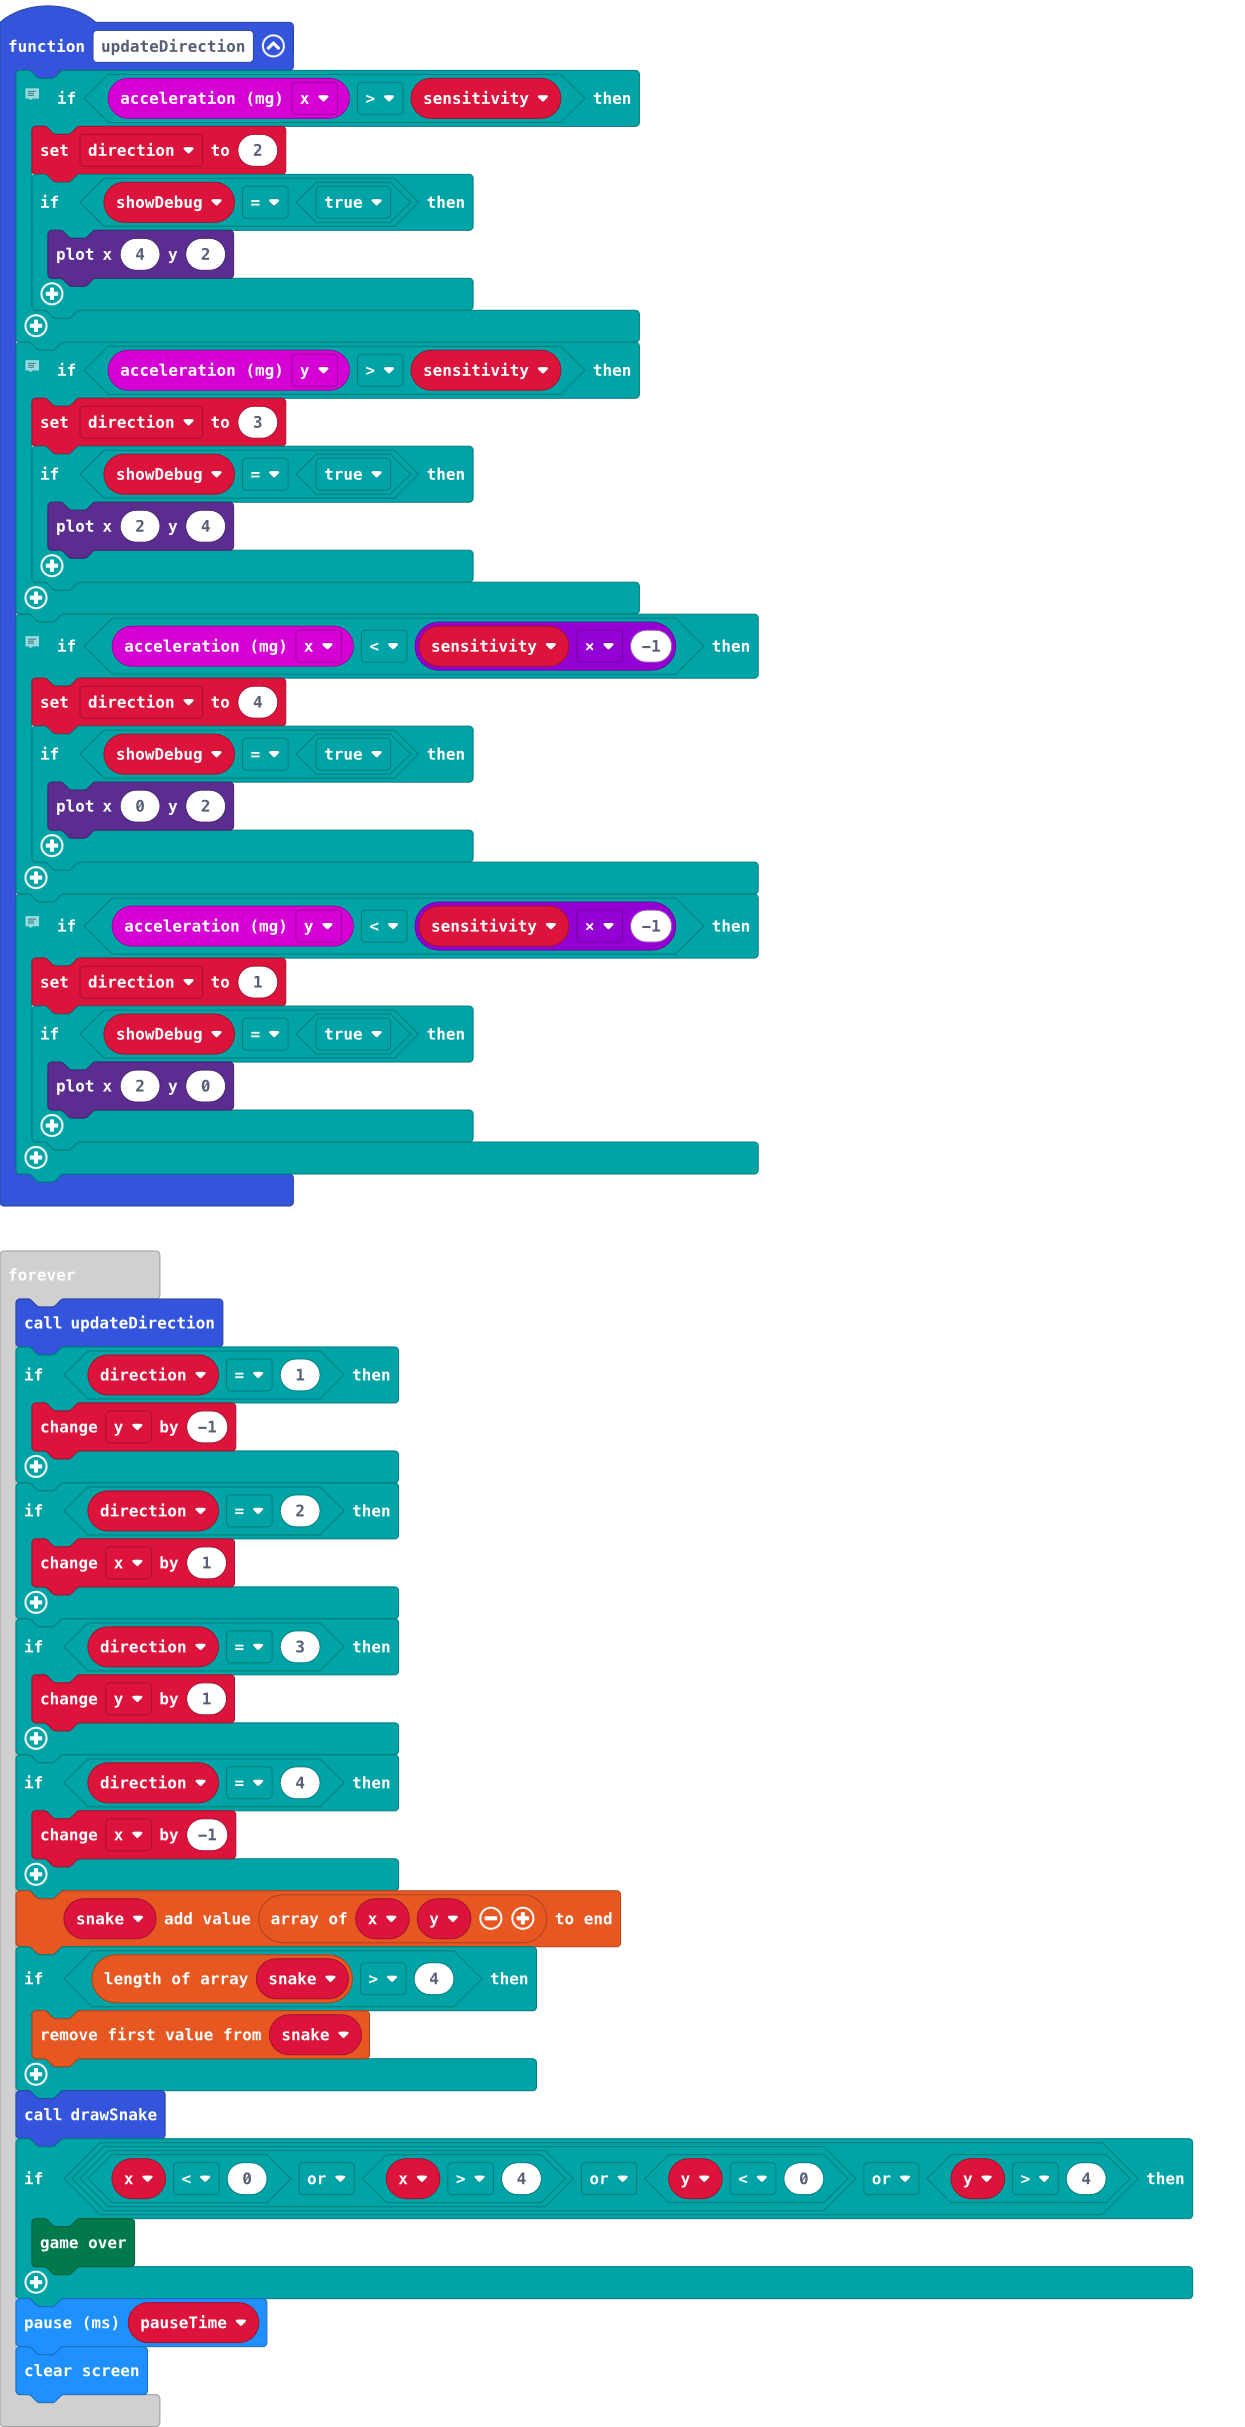 function updateDirection
if acceleration (mg) x > sensitivity then
set direction to 2
if showDebug = true then
plot x 4 y 2
if acceleration (mg) y > sensitivity then
set direction to 3
if showDebug = true then
plot x 2 y 4
if acceleration (mg) x < sensitivity × −1 then
set direction to 4
if showDebug = true then
plot x 0 y 2
if acceleration (mg) y < sensitivity × −1 then
set direction to 1
if showDebug = true then
plot x 2 y 0
forever
call updateDirection
if direction = 1 then
change y by −1
if direction = 2 then
change x by 1
if direction = 3 then
change y by 1
if direction = 4 then
change x by −1
snake add value array of x y to end
if length of array snake > 4 then
remove first value from snake
call drawSnake
if x < 0 or x > 4 or y < 0 or y > 4 then
game over
pause (ms) pauseTime
clear screen